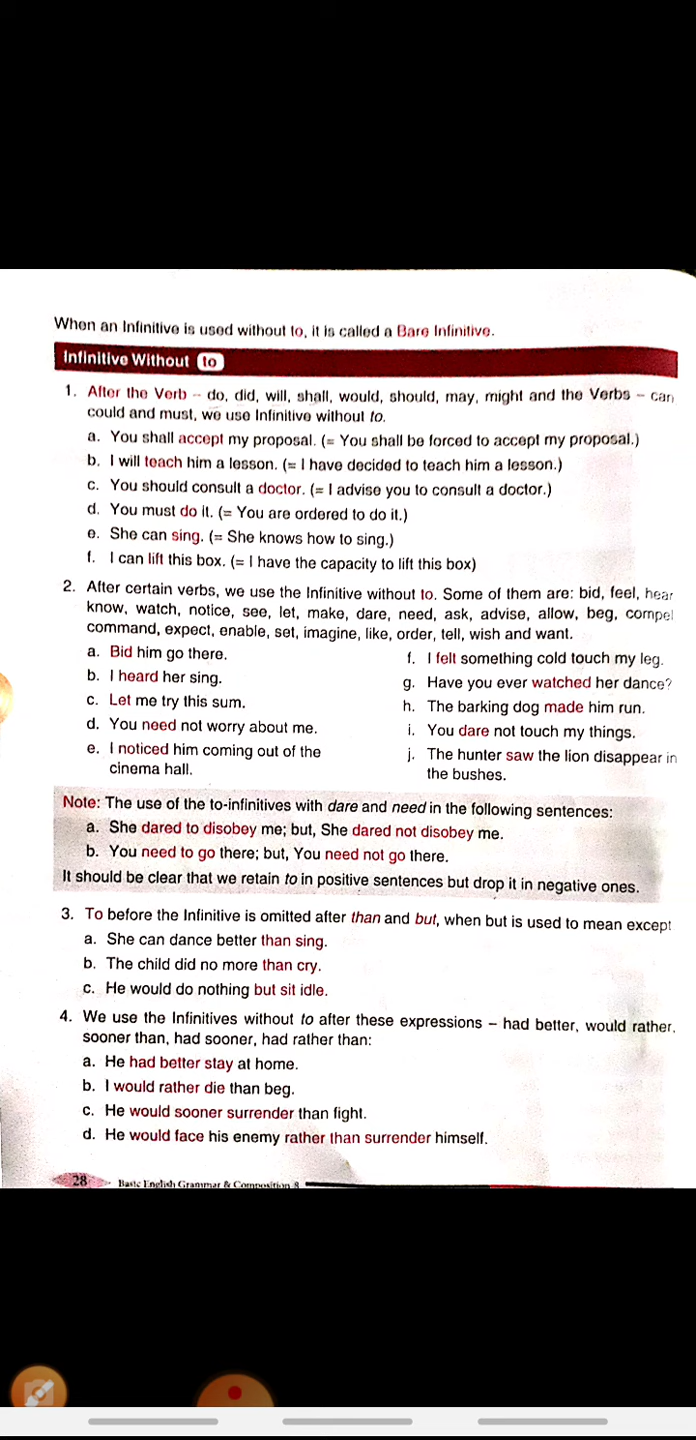 When an Infinitive is used without to, it is called a Bare Infinitive.
Infinitive Without to
1. After the Verb – do, did, will, shall, would, should, may, might and the Verbs – can
could and must, we use Infinitive without to.
a. You shall accept my proposal. (= You shall be forced to accept my proposal.)
b. I will teach him a lesson. (= I have decided to teach him a lesson.)
c. You should consult a doctor. (= I advise you to consult a doctor.)
d. You must do it. (= You are ordered to do it.)
e. She can sing. (= She knows how to sing.)
f. I can lift this box. (= I have the capacity to lift this box)
2. After certain verbs, we use the Infinitive without to. Some of them are: bid, feel, hear
know, watch, notice, see, let, make, dare, need, ask, advise, allow, beg, compel
command, expect, enable, set, imagine, like, order, tell, wish and want.
a. Bid him go there.
b. I heard her sing.
c. Let me try this sum.
d. You need not worry about me.
e. I noticed him coming out of the
cinema hall.
f. I felt something cold touch my leg.
g. Have you ever watched her dance?
h. The barking dog made him run.
i. You dare not touch my things.
j. The hunter saw the lion disappear in
the bushes.
Note: The use of the to-infinitives with dare and need in the following sentences:
a. She dared to disobey me; but, She dared not disobey me.
b. You need to go there; but, You need not go there.
It should be clear that we retain to in positive sentences but drop it in negative ones.
3. To before the Infinitive is omitted after than and but, when but is used to mean except
a. She can dance better than sing.
b. The child did no more than cry.
c. He would do nothing but sit idle.
4. We use the Infinitives without to after these expressions – had better, would rather,
sooner than, had sooner, had rather than:
a. He had better stay at home.
b. I would rather die than beg.
c. He would sooner surrender than fight.
d. He would face his enemy rather than surrender himself.
28 Basic English Grammar & Composition 8